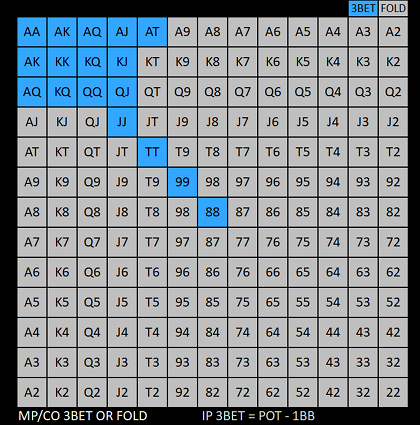 3BET FOLD
AA AK AQ AJ AT A9 A8 A7 A6 A5 A4 A3 A2
AK KK KQ KJ KT K9 K8 K7 K6 K5 K4 K3 K2
AQ KQ QQ QJ QT Q9 Q8 Q7 Q6 Q5 Q4 Q3 Q2
AJ KJ QJ JJ JT J9 J8 J7 J6 J5 J4 J3 J2
AT KT QT JT TT T9 T8 T7 T6 T5 T4 T3 T2
A9 K9 Q9 J9 T9 99 98 97 96 95 94 93 92
A8 K8 Q8 J8 T8 98 88 87 86 85 84 83 82
A7 K7 Q7 J7 T7 97 87 77 76 75 74 73 72
A6 K6 Q6 J6 T6 96 86 76 66 65 64 63 62
A5 K5 Q5 J5 T5 95 85 75 65 55 54 53 52
A4 K4 Q4 J4 T4 94 84 74 64 54 44 43 42
A3 K3 Q3 J3 T3 93 83 73 63 53 43 33 32
A2 K2 Q2 J2 T2 92 82 72 62 52 42 32 22
MP/CO 3BET OR FOLD IP 3BET = POT - 1BB